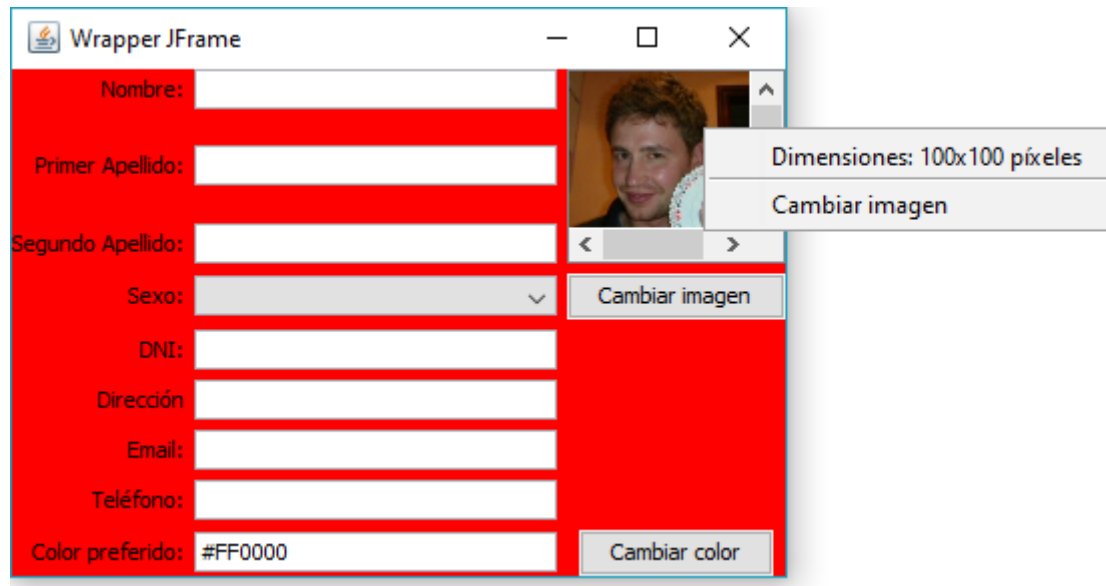 Wrapper JFrame
Nombre:
Dimensiones: 100x100 píxeles
Primer Apellido:
Cambiar imagen
Segundo Apellido:
Sexo:
Cambiar imagen
DNI:
Dirección
Email:
Teléfono:
Color preferido: #FF0000 Cambiar color